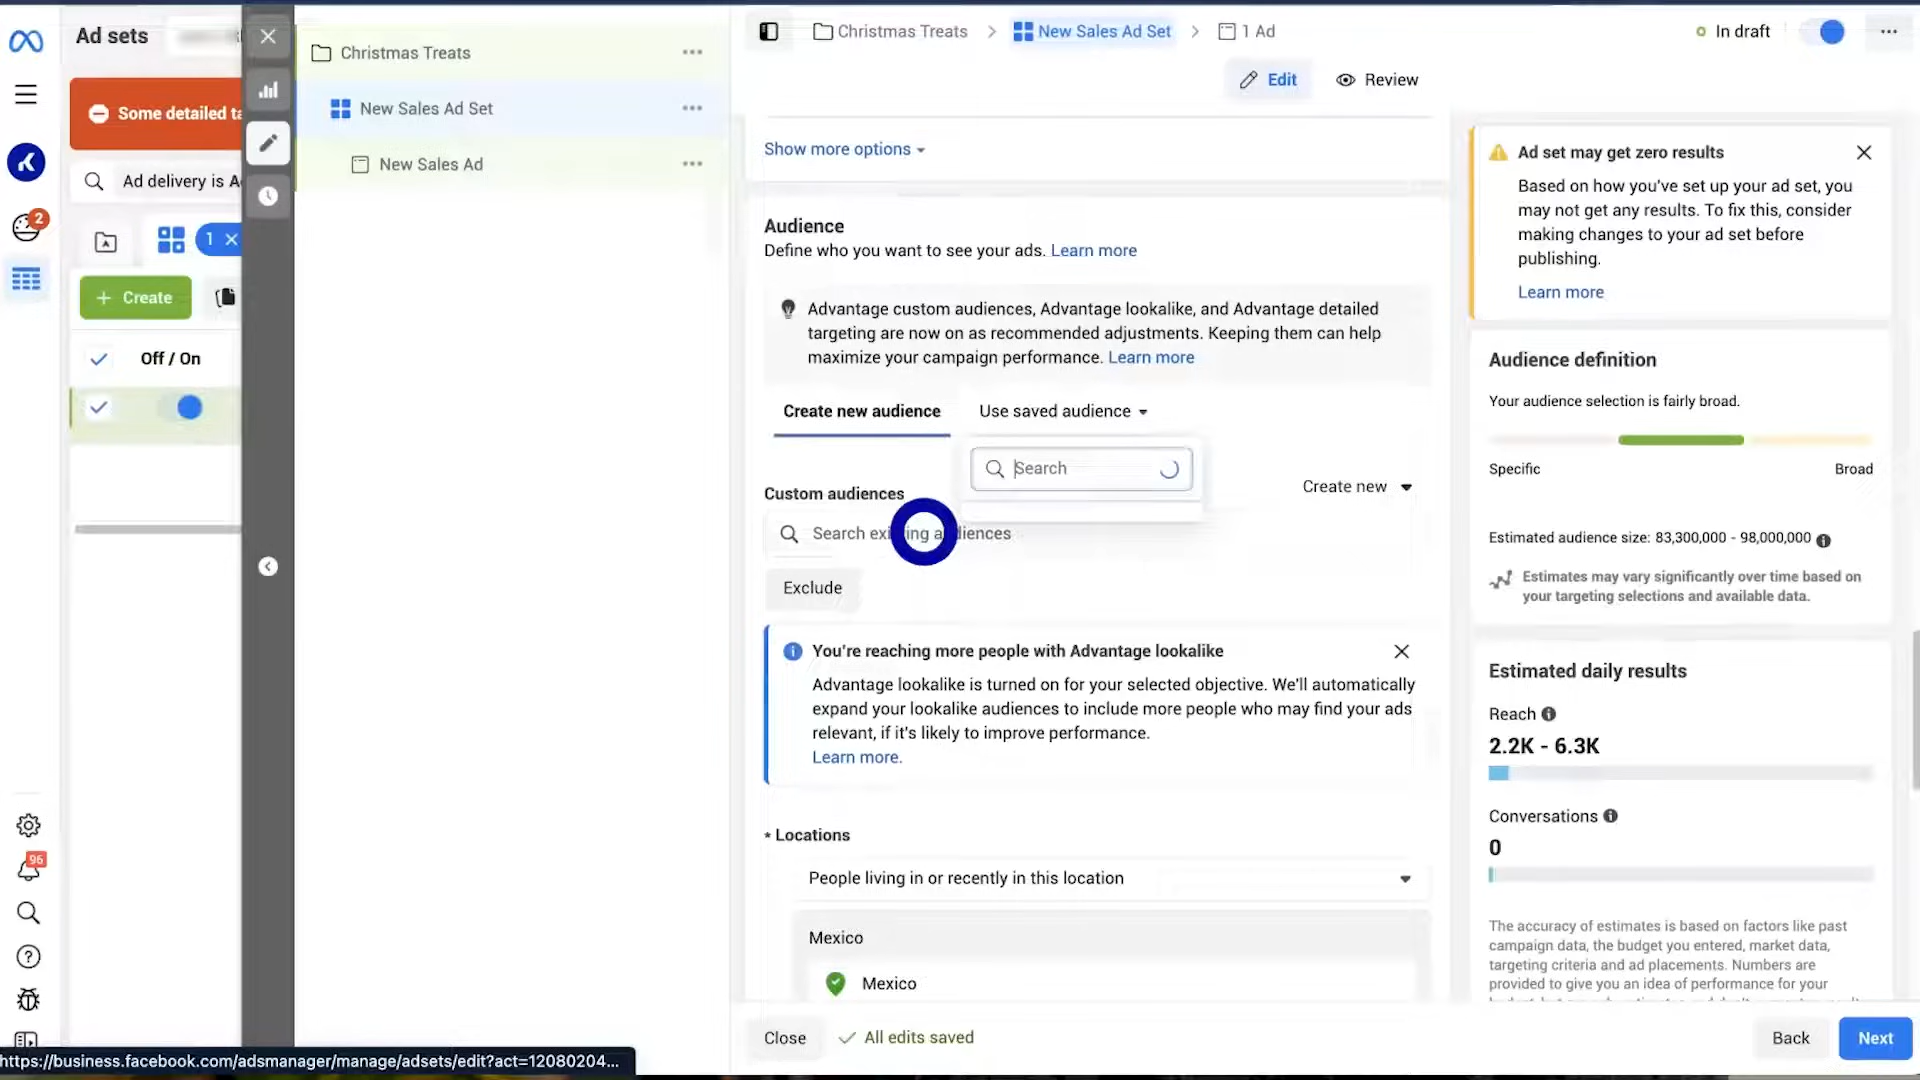 Ad sets
Some detailed ta
Ad delivery is A
2
1
+ Create
Off / On
96
https://business.facebook.com/adsmanager/manage/adsets/edit?act=12080204...
Christmas Treats
New Sales Ad Set
New Sales Ad
Christmas Treats
New Sales Ad Set
1 Ad
In draft
Edit
Review
Show more options
Audience
Define who you want to see your ads. Learn more
Advantage custom audiences, Advantage lookalike, and Advantage detailed
targeting are now on as recommended adjustments. Keeping them can help
maximize your campaign performance. Learn more
Create new audience
Use saved audience
Search
Custom audiences
Create new
Search existing audiences
Exclude
You're reaching more people with Advantage lookalike
Advantage lookalike is turned on for your selected objective. We'll automatically
expand your lookalike audiences to include more people who may find your ads
relevant, if it's likely to improve performance.
Learn more.
* Locations
People living in or recently in this location
Mexico
Mexico
Close
All edits saved
Back
Next
Ad set may get zero results
Based on how you've set up your ad set, you
may not get any results. To fix this, consider
making changes to your ad set before
publishing.
Learn more
Audience definition
Your audience selection is fairly broad.
Specific
Broad
Estimated audience size: 83,300,000 - 98,000,000
Estimates may vary significantly over time based on
your targeting selections and available data.
Estimated daily results
Reach
2.2K - 6.3K
Conversations
0
The accuracy of estimates is based on factors like past
campaign data, the budget you entered, market data,
targeting criteria and ad placements. Numbers are
provided to give you an idea of performance for your